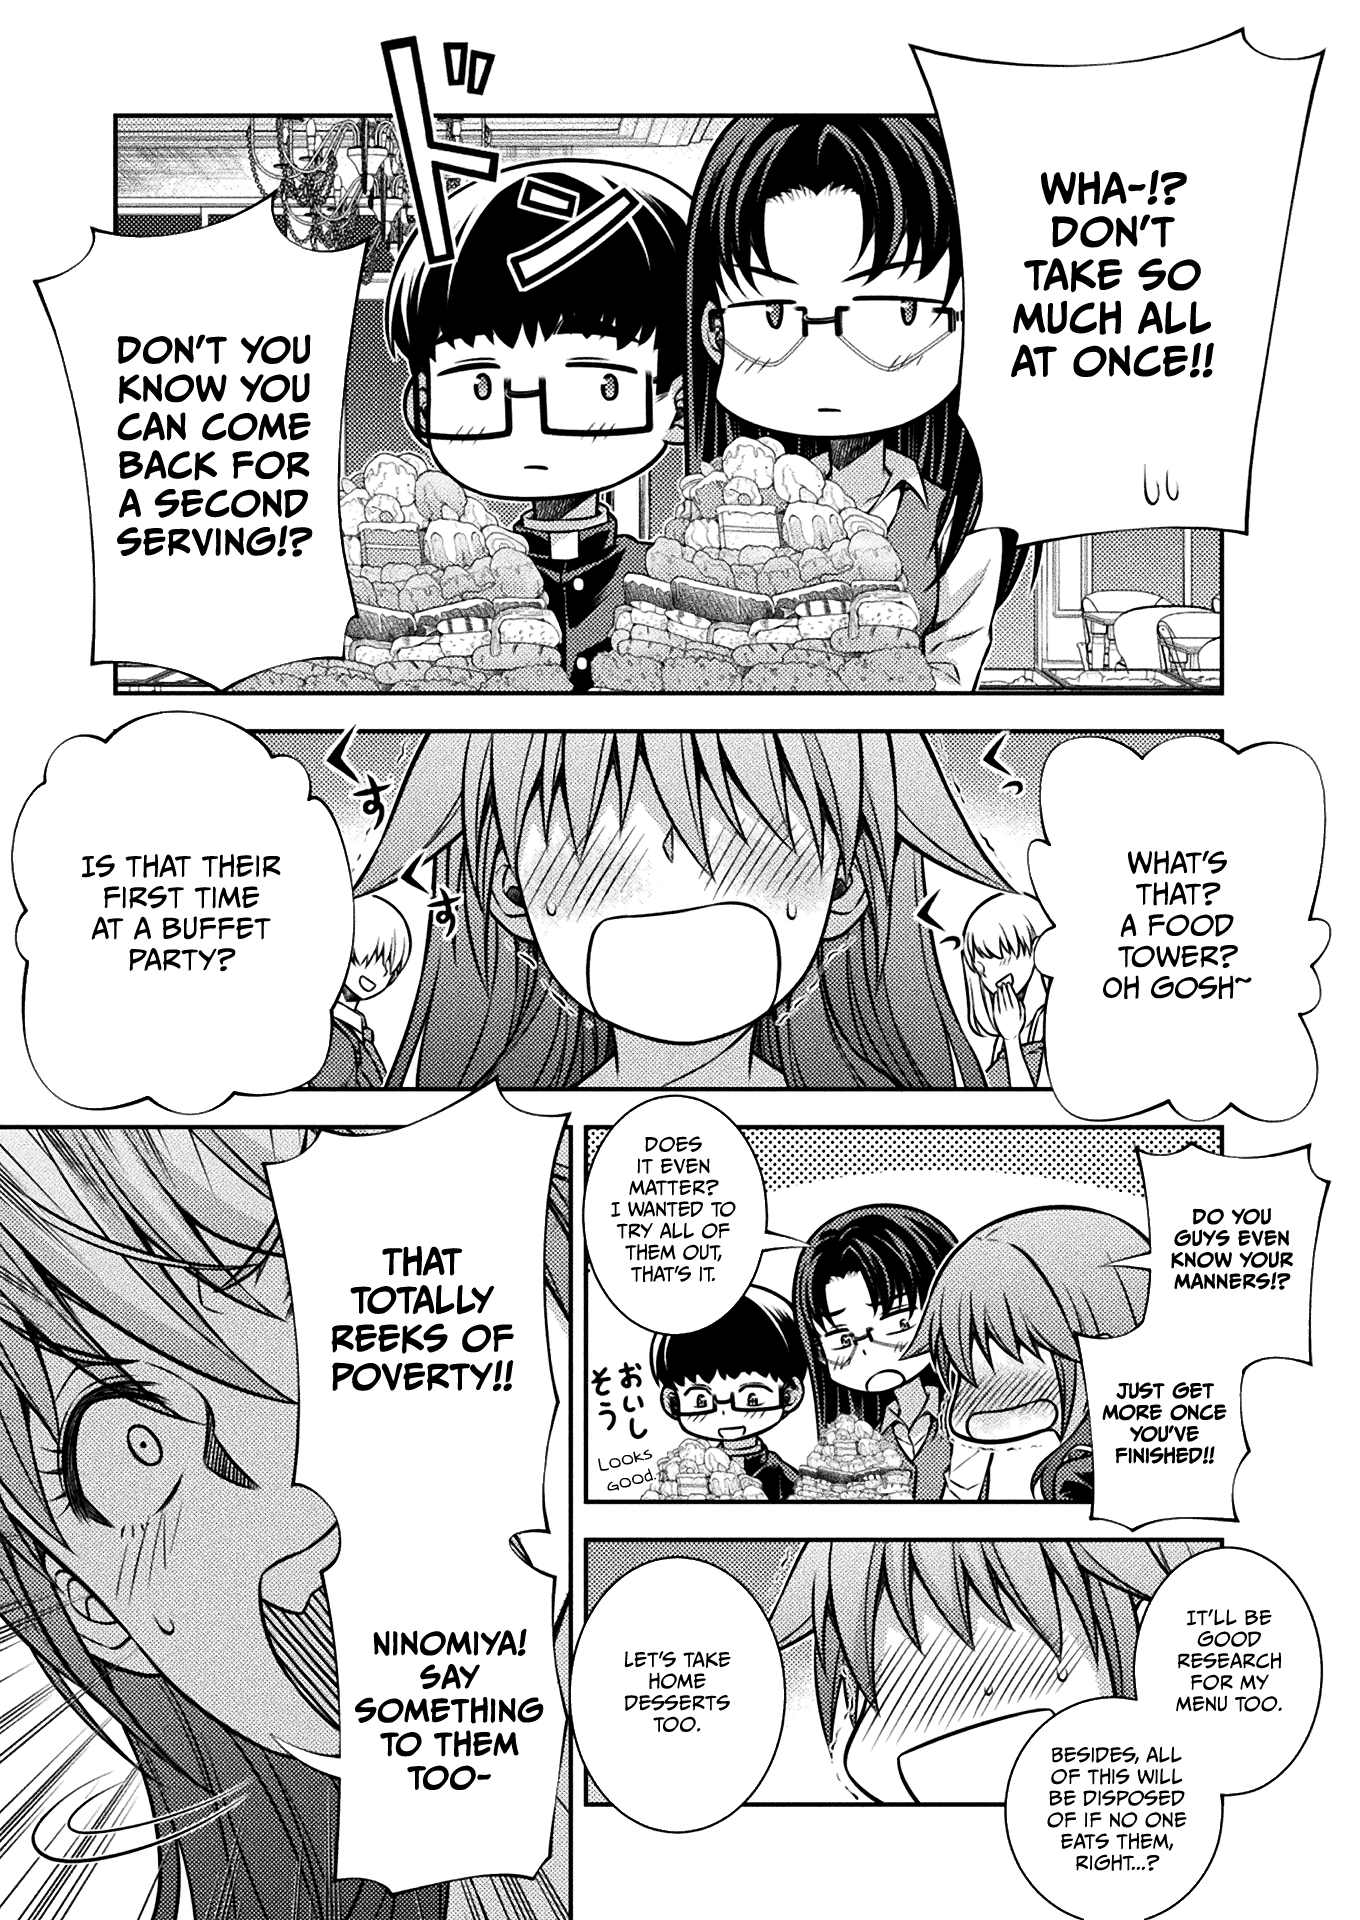 WHA-!?
DON'T
TAKE SO
MUCH ALL
AT ONCE!!
ドン
DON'T YOU
KNOW YOU
CAN COME
BACK FOR
A SECOND
SERVING!?
WHAT'S
THAT?
A FOOD
TOWER?
OH GOSH~
くすくす
くすくす
IS THAT THEIR
FIRST TIME
AT A BUFFET
PARTY?
DO YOU
GUYS EVEN
KNOW YOUR
MANNERS!?
JUST GET
MORE ONCE
YOU'VE
FINISHED!!
DOES
IT EVEN
MATTER?
I WANTED TO
TRY ALL OF
THEM OUT,
THAT'S IT.
おいし
そう
LOOKS
GOOD.
IT'LL BE
GOOD
RESEARCH
FOR MY
MENU TOO.
BESIDES, ALL
OF THIS WILL
BE DISPOSED
OF IF NO ONE
EATS THEM,
RIGHT...?
LET'S TAKE
HOME
DESSERTS
TOO.
THAT
TOTALLY
REEKS OF
POVERTY!!
NINOMIYA!
SAY
SOMETHING
TO THEM
TOO-